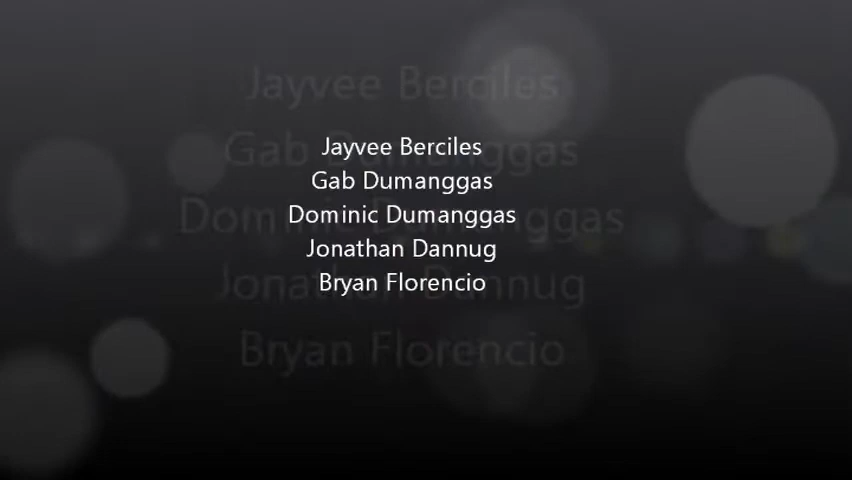 Jayvee Berciles
Gab Dumanggas
Dominic Dumanggas
Jonathan Dannug
Bryan Florencio